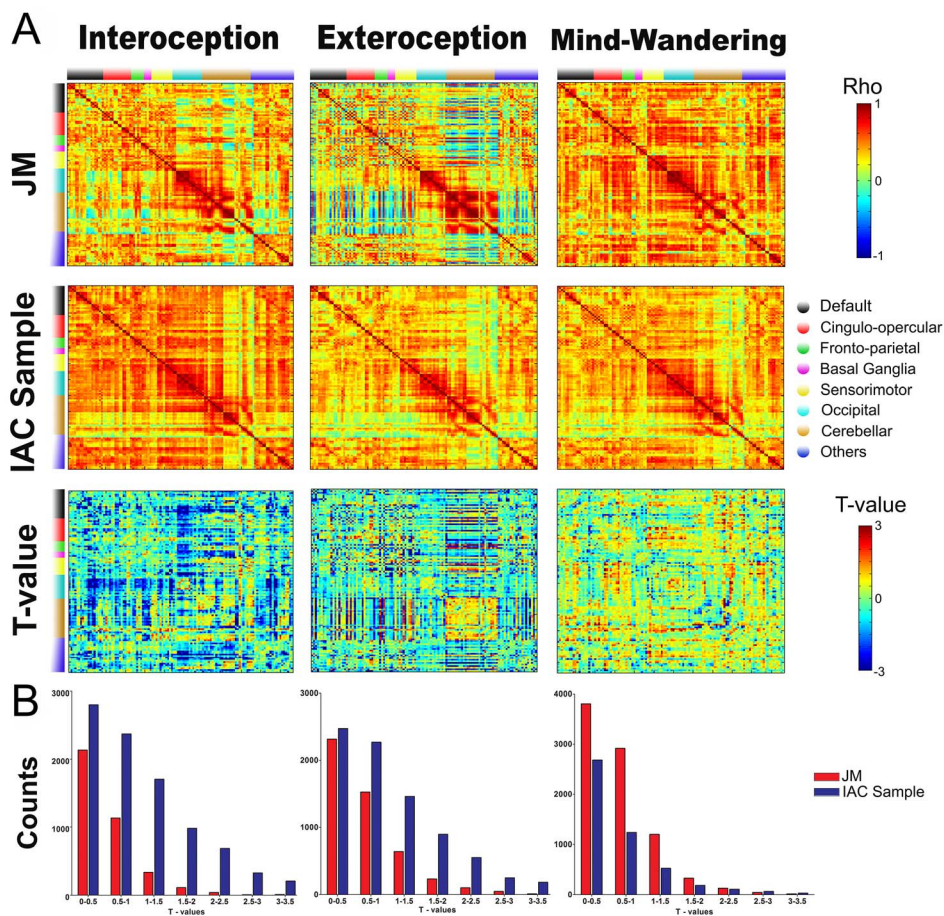 A
Interoception Exteroception Mind-Wandering
JM
Rho
1
0
-1
IAC Sample
Default
Cingulo-opercular
Fronto-parietal
Basal Ganglia
Sensorimotor
Occipital
Cerebellar
Others
T-value
T-value
3
0
-3
B
Counts
3000
2000
1000
0
0-0.5 0.5-1 1-1.5 1.5-2 2-2.5 2.5-3 3-3.5
T - values
3000
2000
1000
0
0-0.5 0.5-1 1-1.5 1.5-2 2-2.5 2.5-3 3-3.5
T - values
4000
3000
2000
1000
0
0-0.5 0.5-1 1-1.5 1.5-2 2-2.5 2.5-3 3-3.5
T - values
JM
IAC Sample